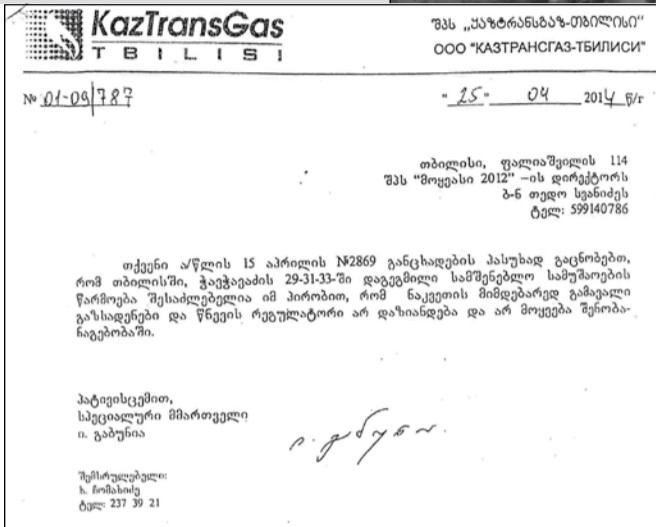 KazTransGas
TBILISI
შპს „ყაზტრანსგაზ-თბილისი"
ООО "КАЗТРАНСГАЗ-ТБИЛИСИ"
№ 01-09/787
" 25 " 04 2014 წ/г
თბილისი, ფალიაშვილის 114
შპს "მოყვასი 2012" –ის დირექტორს
ბ-ნ თედო სვანიძეს
ტელ: 599140786
თქვენი ა/წლის 15 აპრილის №2869 განცხადების პასუხად გაცნობებთ,
რომ თბილისში, ჭავჭავაძის 29-31-33-ში დაგეგმილი სამშენებლო სამუშაოების
წარმოება შესაძლებელია იმ პირობით, რომ ნაკვეთის მიმდებარედ გამავალი
გაზსადენები და წნევის რეგულატორი არ დაზიანდება და არ მოყვება შენობა-
ნაგებობაში.
პატივისცემით,
სპეციალური მმართველი
ი. გაბუნია
ი. გაბუნია
შემსრულებელი:
ხ. ჩომახიძე
ტელ: 237 39 21